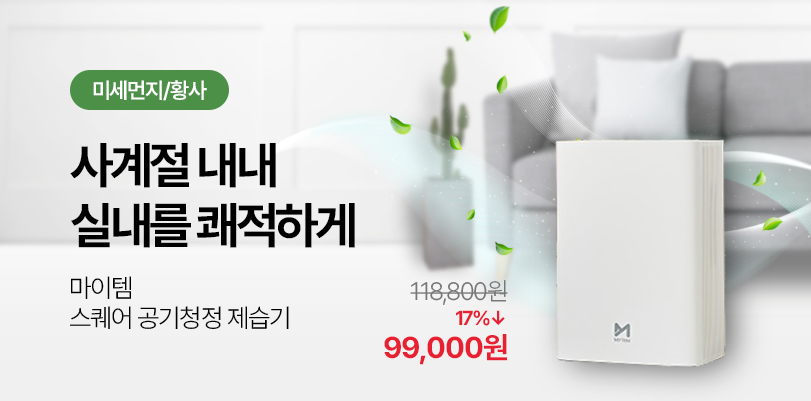 미세먼지/황사
사계절 내내
실내를 쾌적하게
마이템
스퀘어 공기청정 제습기
118,800원
17%↓
99,000원